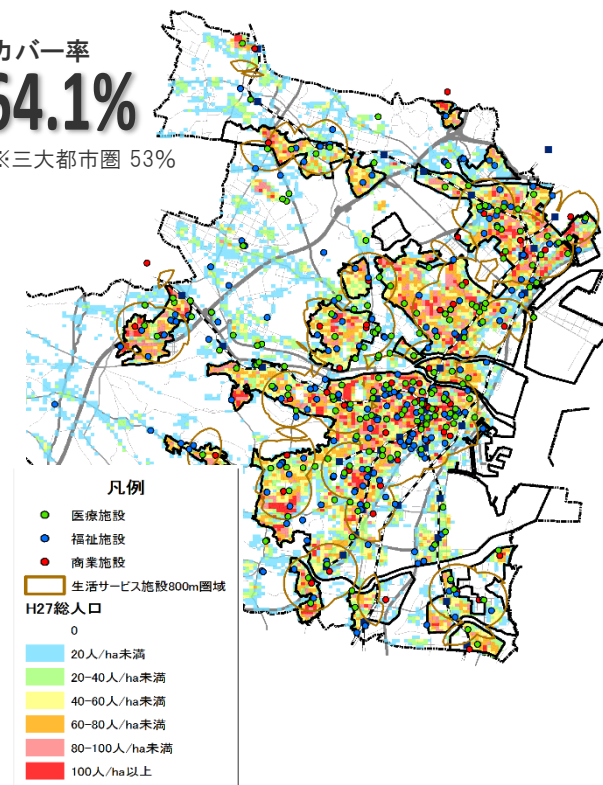 カバー率
64.1%
※三大都市圏 53%
凡例
医療施設
福祉施設
商業施設
生活サービス施設800m圏域
H27総人口
0
20人/ha未満
20-40人/ha未満
40-60人/ha未満
60-80人/ha未満
80-100人/ha未満
100人/ha以上